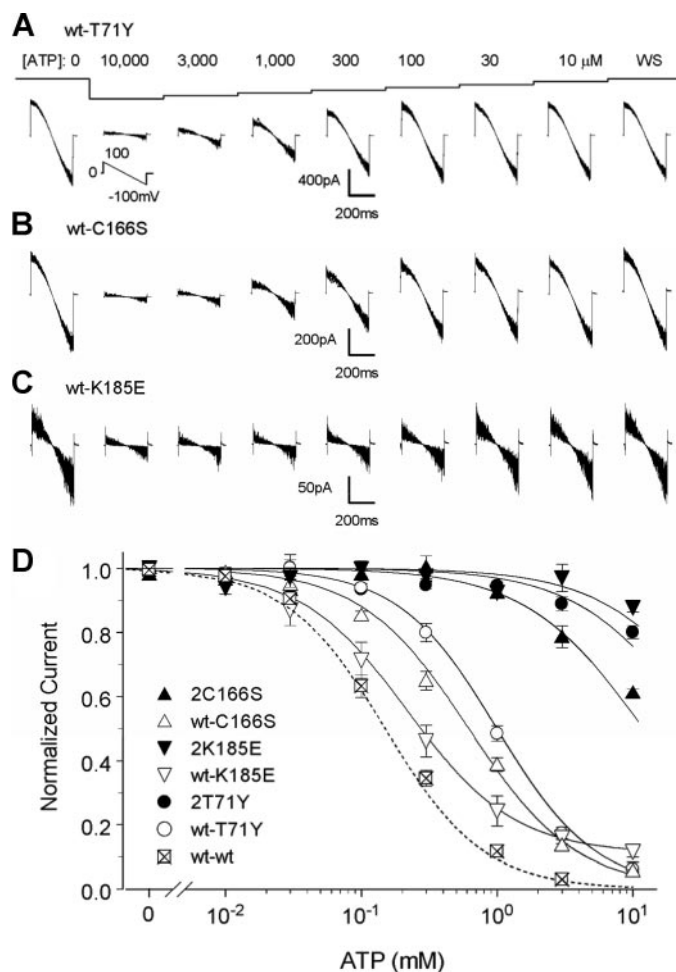 A
wt-T71Y
[ATP]: 0 10,000 3,000 1,000 300 100 30 10 μM WS
100
0
-100mV
400pA
200ms
B
wt-C166S
200pA
200ms
C
wt-K185E
50pA
200ms
D
1.0
0.8
0.6
0.4
0.2
0.0
Normalized Current
2C166S
wt-C166S
2K185E
wt-K185E
2T71Y
wt-T71Y
wt-wt
0 10⁻² 10⁻¹ 10⁰ 10¹
ATP (mM)